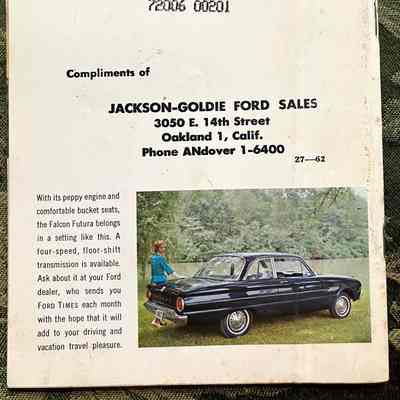 72006 00201
Compliments of
JACKSON-GOLDIE FORD SALES
3050 E. 14th Street
Oakland 1, Calif.
Phone ANdover 1-6400
27—62
With its peppy engine and
comfortable bucket seats,
the Falcon Futura belongs
in a setting like this. A
four-speed, floor-shift
transmission is available.
Ask about it at your Ford
dealer, who sends you
FORD TIMES each month
with the hope that it will
add to your driving and
vacation travel pleasure.